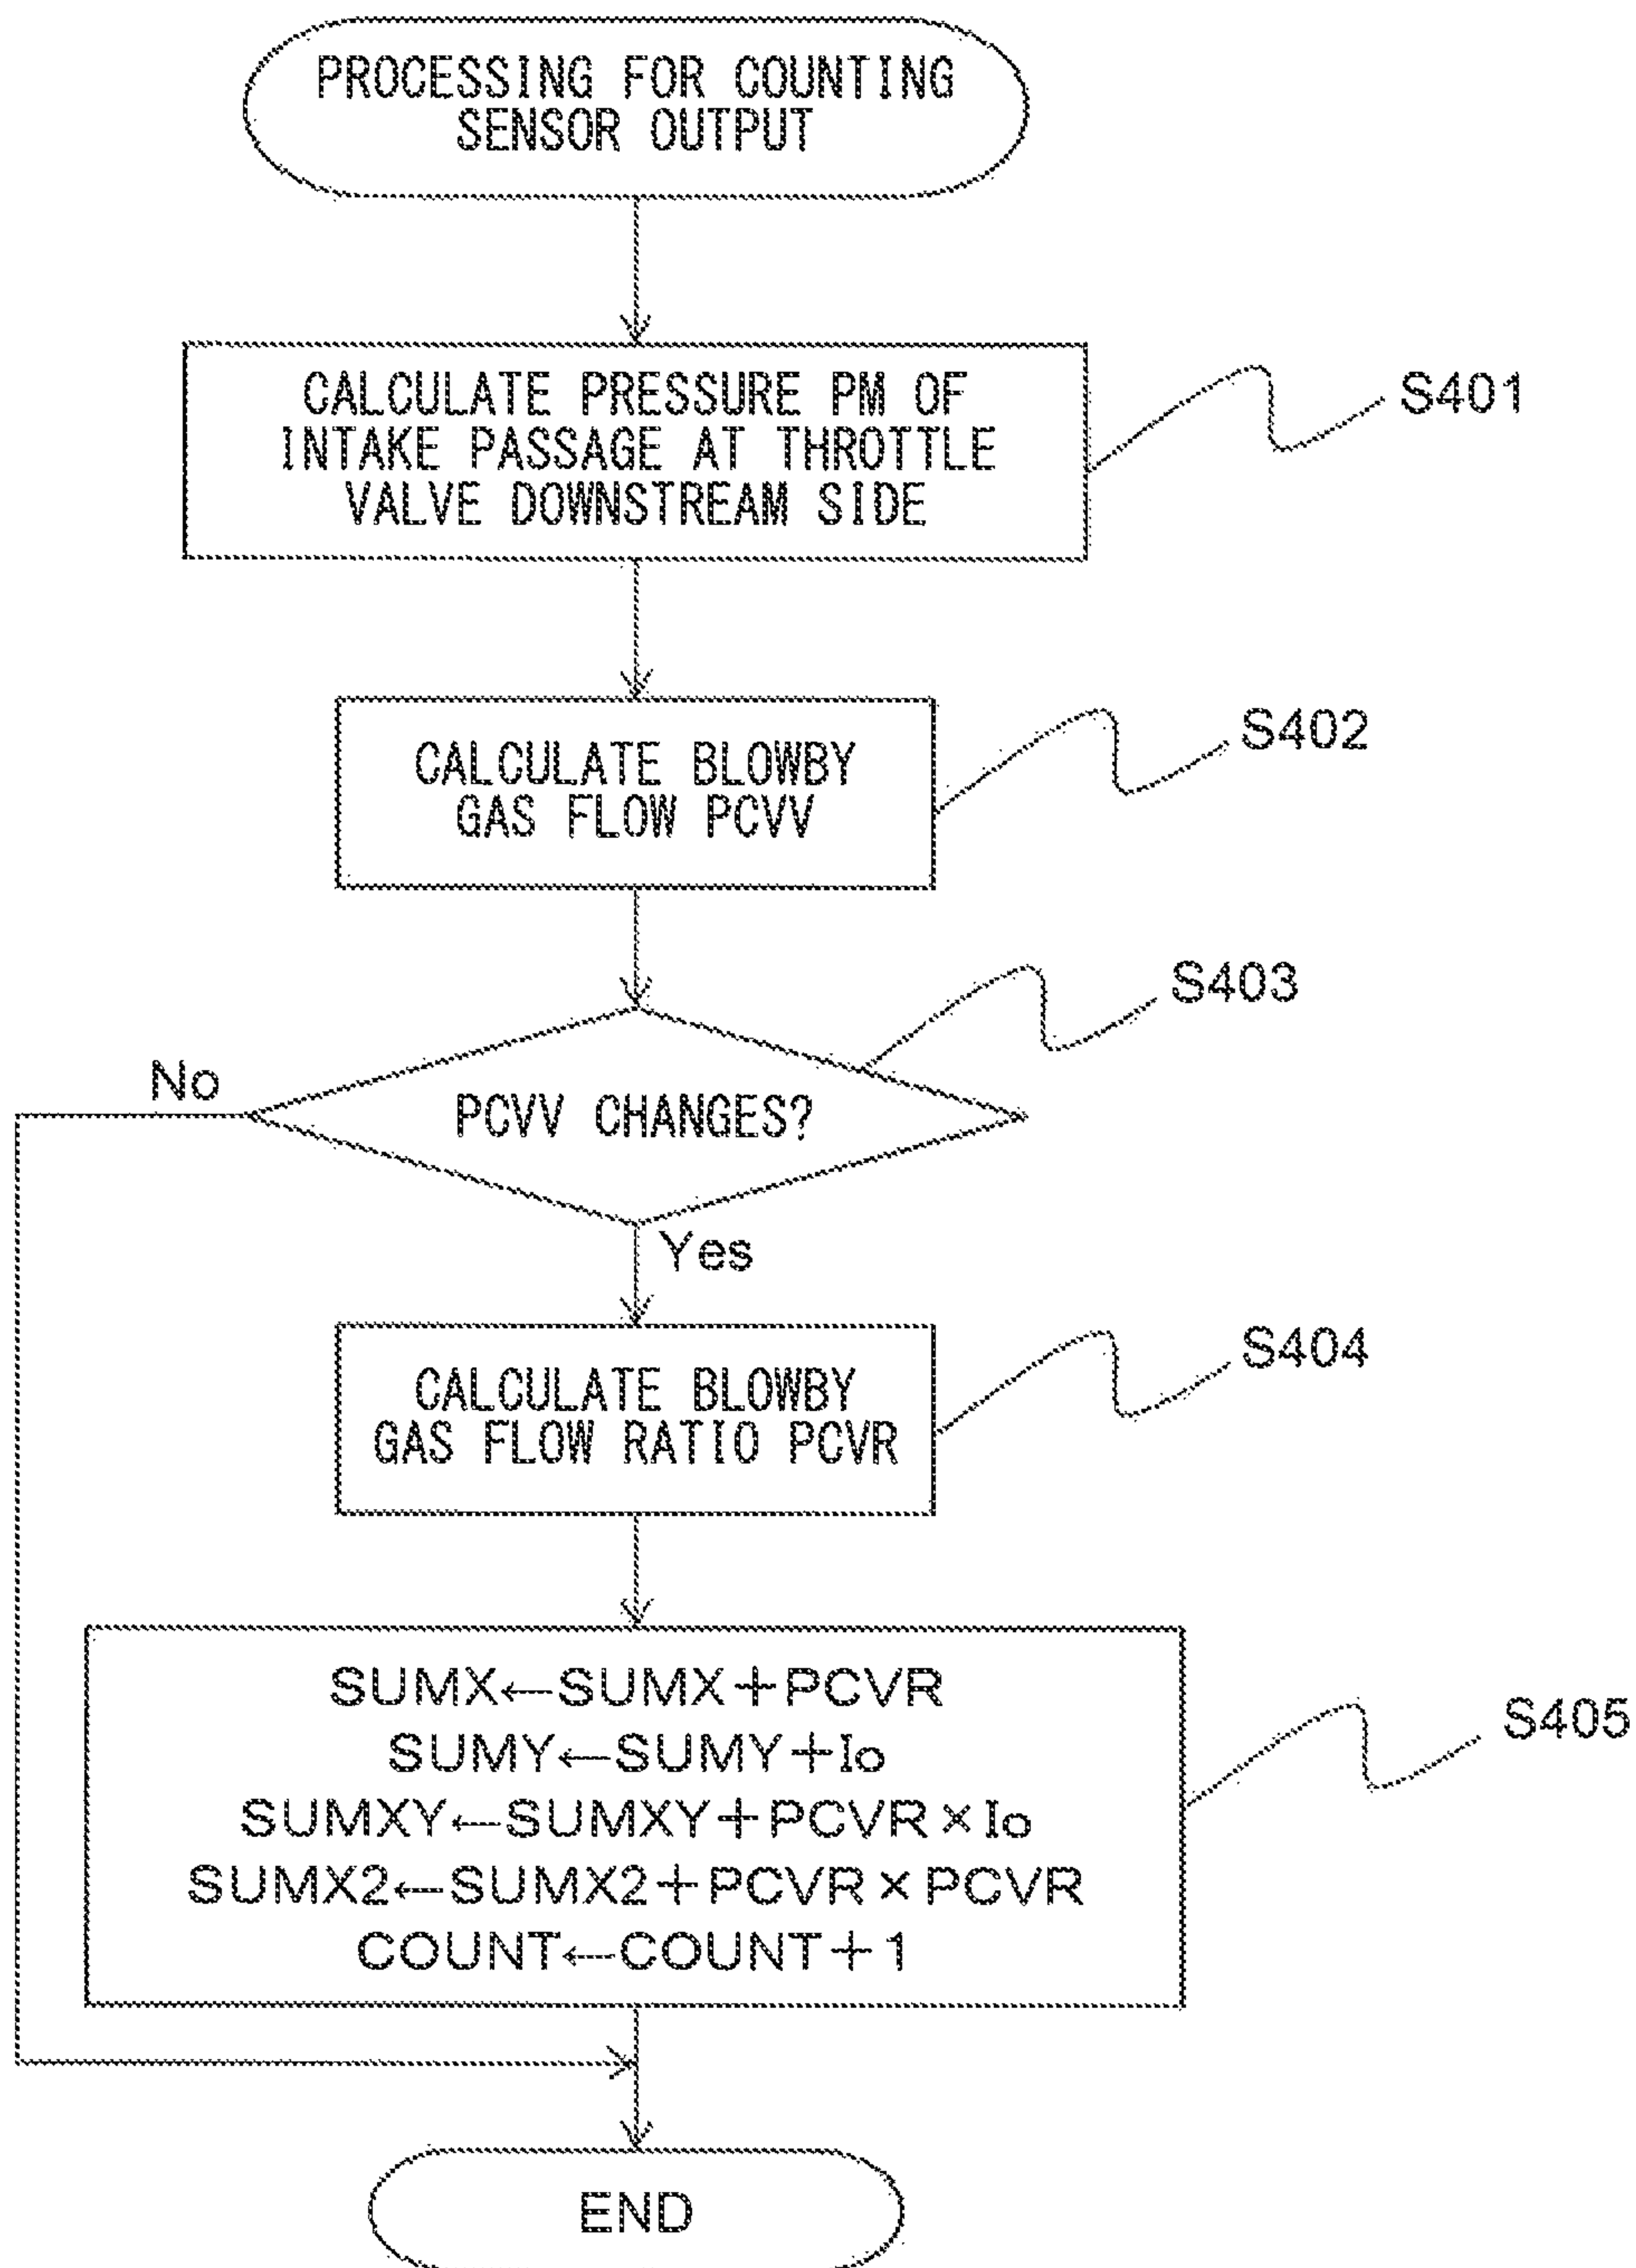 PROCESSING FOR COUNTING
SENSOR OUTPUT
CALCULATE PRESSURE PM OF
INTAKE PASSAGE AT THROTTLE
VALVE DOWNSTREAM SIDE
S401
CALCULATE BLOWBY
GAS FLOW PCVV
S402
PCVV CHANGES?
S403
No
Yes
CALCULATE BLOWBY
GAS FLOW RATIO PCVR
S404
SUMX←SUMX+PCVR
SUMY←SUMY+Io
SUMXY←SUMXY+PCVR×Io
SUMX2←SUMX2+PCVR×PCVR
COUNT←COUNT+1
S405
END